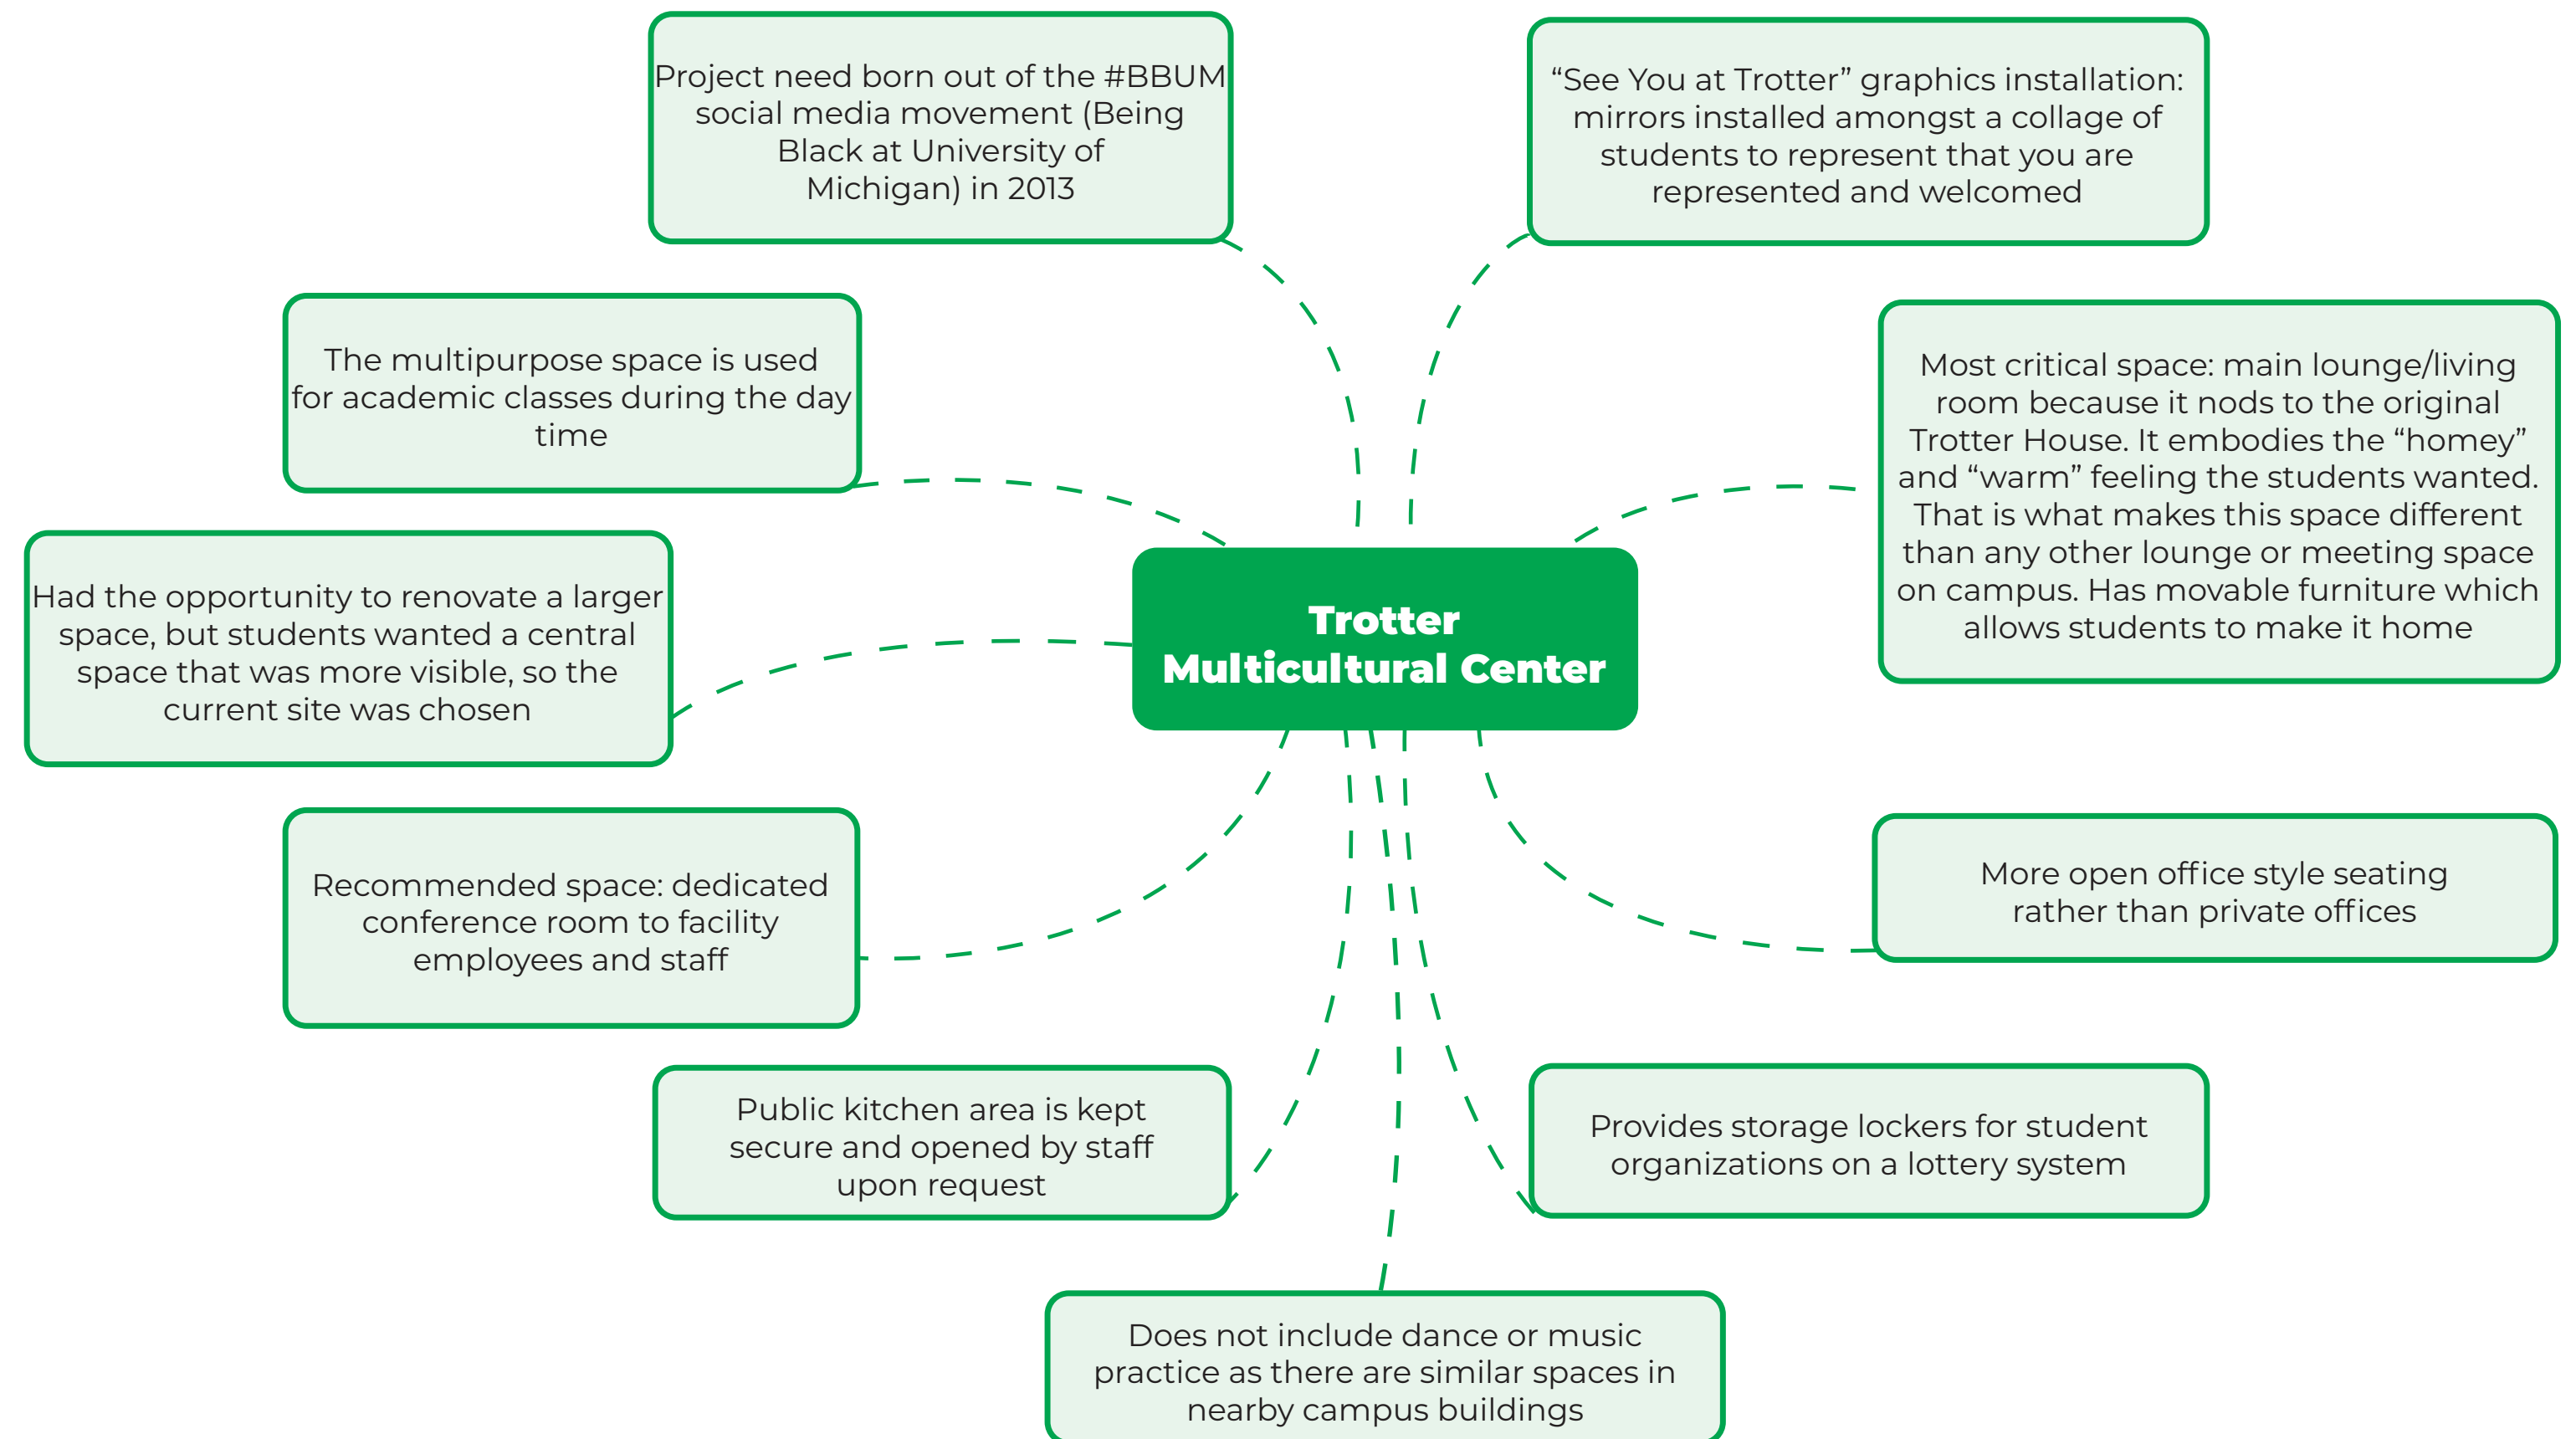 Project need born out of the #BBUM
social media movement (Being
Black at University of
Michigan) in 2013
“See You at Trotter” graphics installation:
mirrors installed amongst a collage of
students to represent that you are
represented and welcomed
The multipurpose space is used
for academic classes during the day
time
Most critical space: main lounge/living
room because it nods to the original
Trotter House. It embodies the “homey”
and “warm” feeling the students wanted.
That is what makes this space different
than any other lounge or meeting space
on campus. Has movable furniture which
allows students to make it home
Had the opportunity to renovate a larger
space, but students wanted a central
space that was more visible, so the
current site was chosen
Trotter
Multicultural Center
Recommended space: dedicated
conference room to facility
employees and staff
More open office style seating
rather than private offices
Public kitchen area is kept
secure and opened by staff
upon request
Provides storage lockers for student
organizations on a lottery system
Does not include dance or music
practice as there are similar spaces in
nearby campus buildings